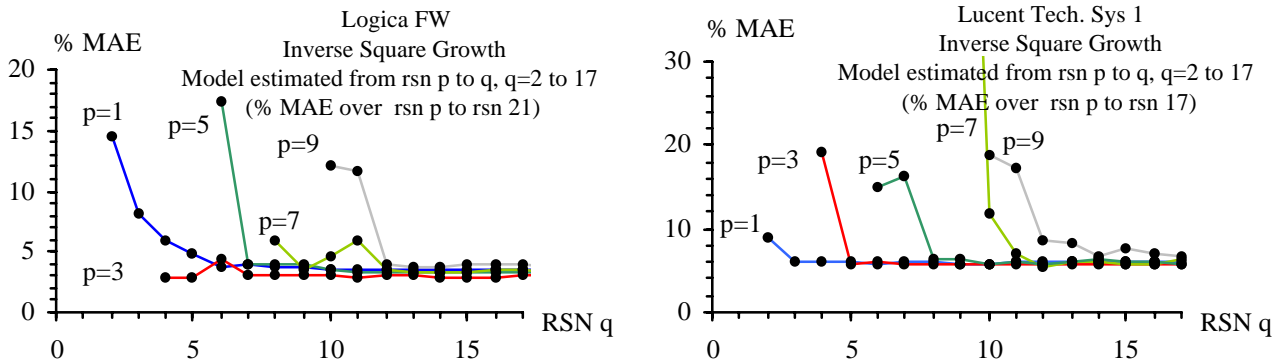 Logica FW
% MAE
Inverse Square Growth
Model estimated from rsn p to q, q=2 to 17
(% MAE over rsn p to rsn 21)
20
15
10
5
0
p=1
p=5
p=9
p=7
p=3
0
5
10
15
RSN q
Lucent Tech. Sys 1
% MAE
Inverse Square Growth
Model estimated from rsn p to q, q=2 to 17
(% MAE over rsn p to rsn 17)
30
20
10
0
p=7
p=9
p=3
p=5
p=1
0
5
10
15
RSN q